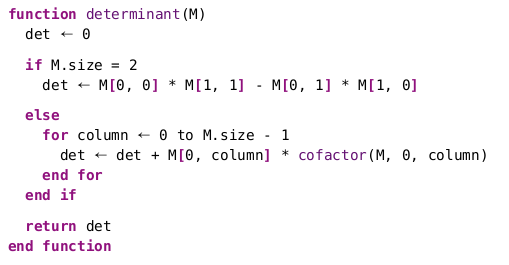 function determinant(M)
  det ← 0
  if M.size = 2
    det ← M[0, 0] * M[1, 1] - M[0, 1] * M[1, 0]
  else
    for column ← 0 to M.size - 1
      det ← det + M[0, column] * cofactor(M, 0, column)
    end for
  end if
  return det
end function